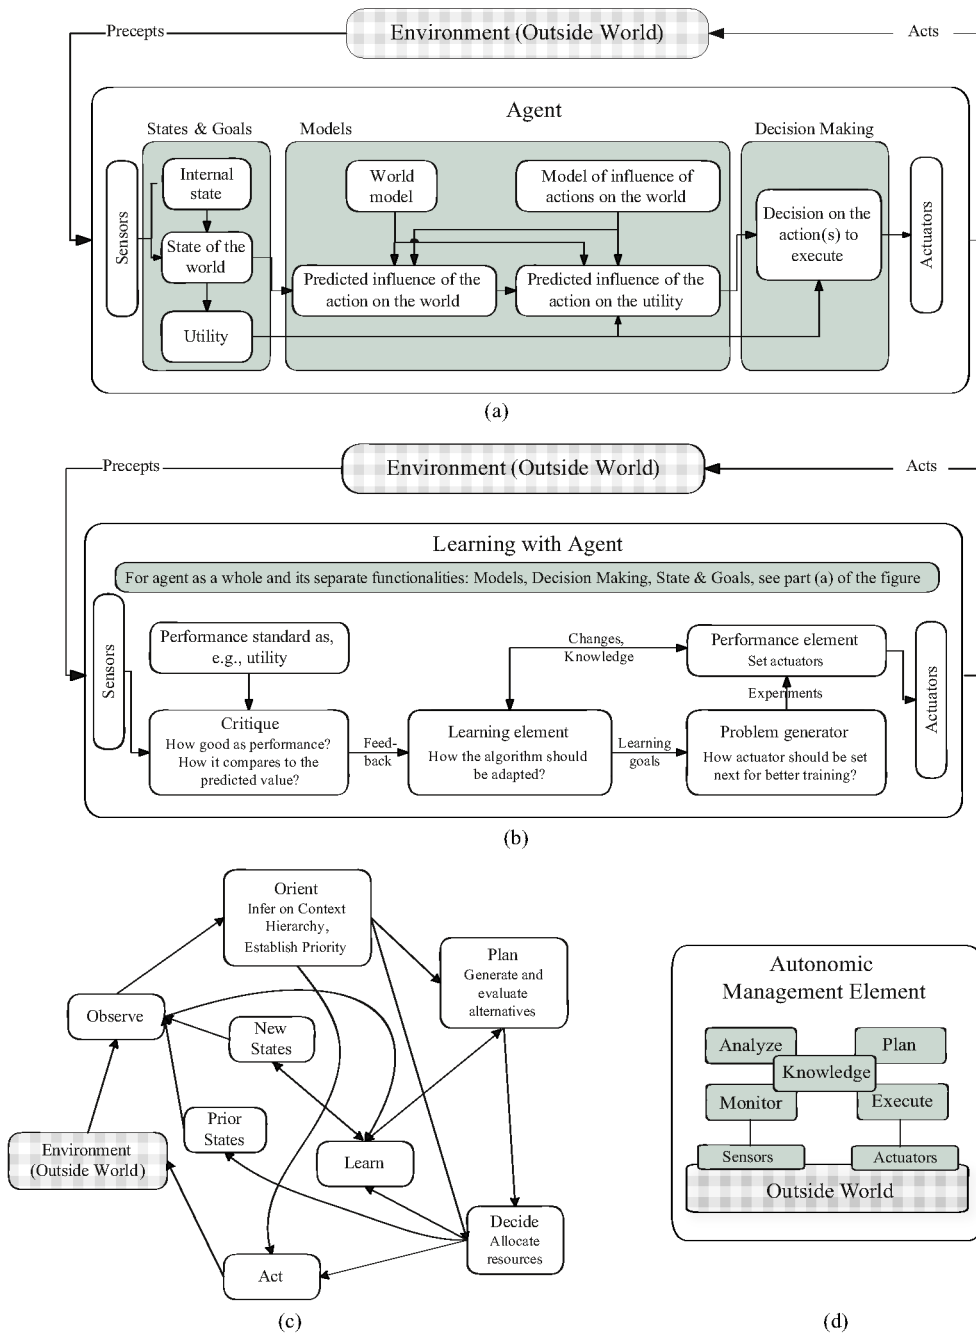 Precepts
Environment (Outside World)
Acts
Agent
States & Goals
Models
Decision Making
Sensors
Internal
state
World
model
Model of influence of
actions on the world
Decision on the
action(s) to
execute
Actuators
State of the
world
Predicted influence of the
action on the world
Predicted influence of the
action on the utility
Utility
(a)
Precepts
Environment (Outside World)
Acts
Learning with Agent
For agent as a whole and its separate functionalities: Models, Decision Making, State & Goals, see part (a) of the figure
Sensors
Performance standard as,
e.g., utility
Changes,
Knowledge
Performance element
Set actuators
Actuators
Experiments
Critique
How good as performance?
How it compares to the
predicted value?
Feed-
back
Learning element
How the algorithm should
be adapted?
Learning
goals
Problem generator
How actuator should be set
next for better training?
(b)
Orient
Infer on Context
Hierarchy,
Establish Priority
Plan
Generate and
evaluate
alternatives
Observe
New
States
Prior
States
Environment
(Outside World)
Learn
Decide
Allocate
resources
Act
(c)
Autonomic
Management Element
Analyze
Plan
Knowledge
Monitor
Execute
Sensors
Actuators
Outside World
(d)